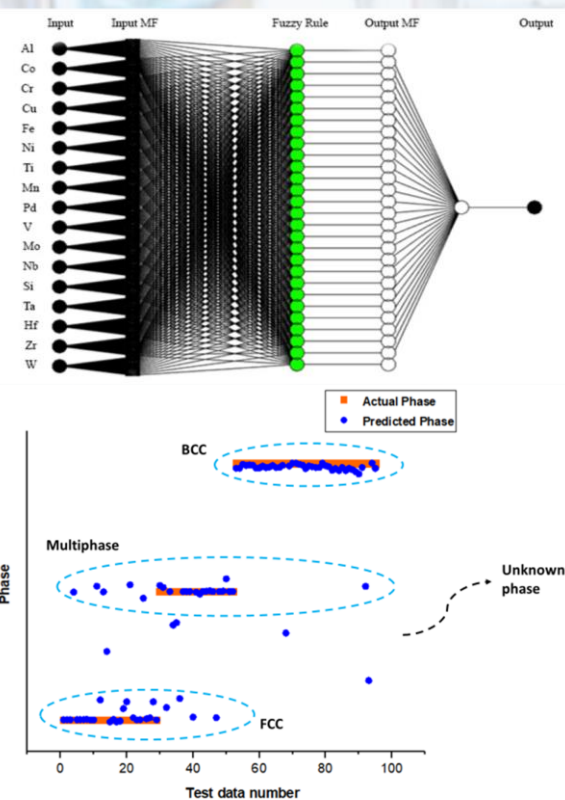 Input Input MF Fuzzy Rule Output MF Output
Al
Co
Cr
Cu
Fe
Ni
Ti
Mn
Pd
V
Mo
Nb
Si
Ta
Hf
Zr
W
Actual Phase
Predicted Phase
BCC
Multiphase
Unknown
phase
Phase
FCC
0 20 40 60 80 100
Test data number